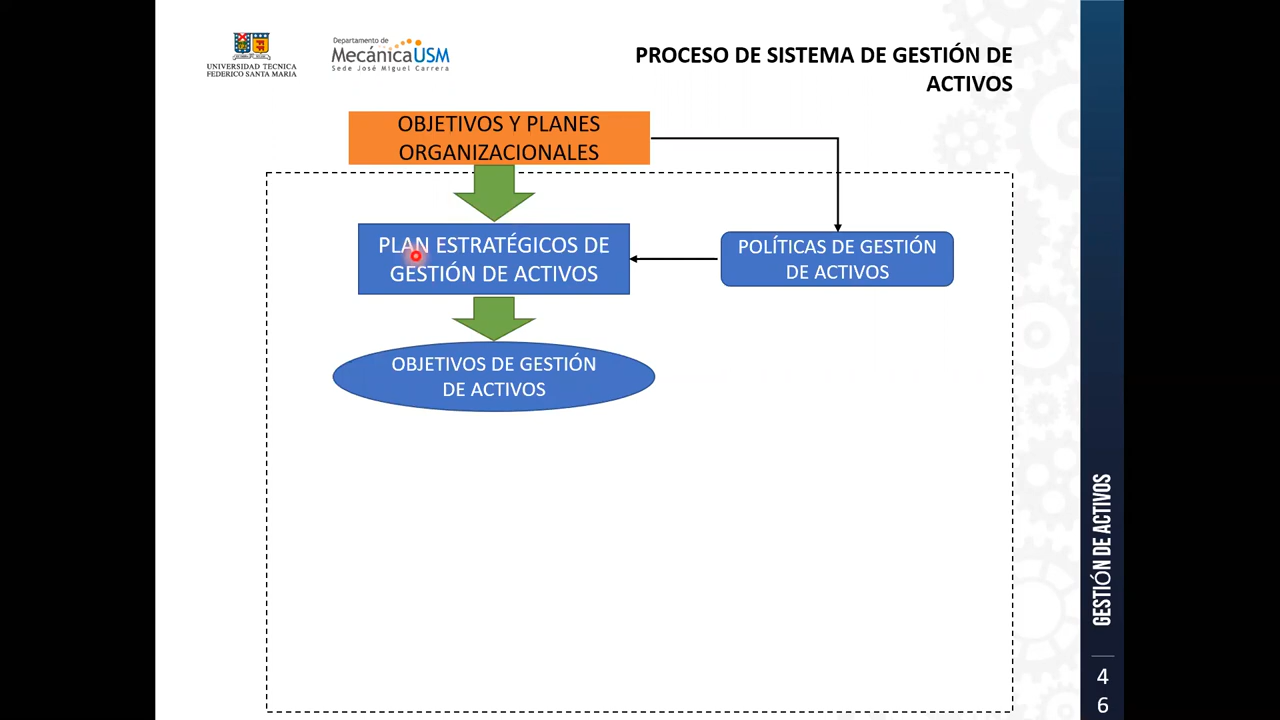 UNIVERSIDAD TECNICA
FEDERICO SANTA MARIA
Departamento de
MecánicaUSM
Sede José Miguel Carrera
PROCESO DE SISTEMA DE GESTIÓN DE
ACTIVOS
OBJETIVOS Y PLANES
ORGANIZACIONALES
PLAN ESTRATÉGICOS DE
GESTIÓN DE ACTIVOS
POLÍTICAS DE GESTIÓN
DE ACTIVOS
OBJETIVOS DE GESTIÓN
DE ACTIVOS
GESTIÓN DE ACTIVOS
4
6